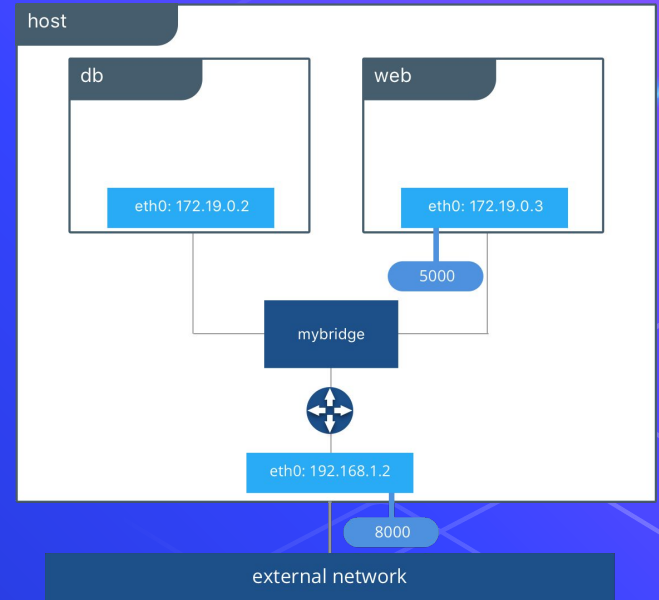 host
db
web
eth0: 172.19.0.2
eth0: 172.19.0.3
5000
mybridge
eth0: 192.168.1.2
8000
external network